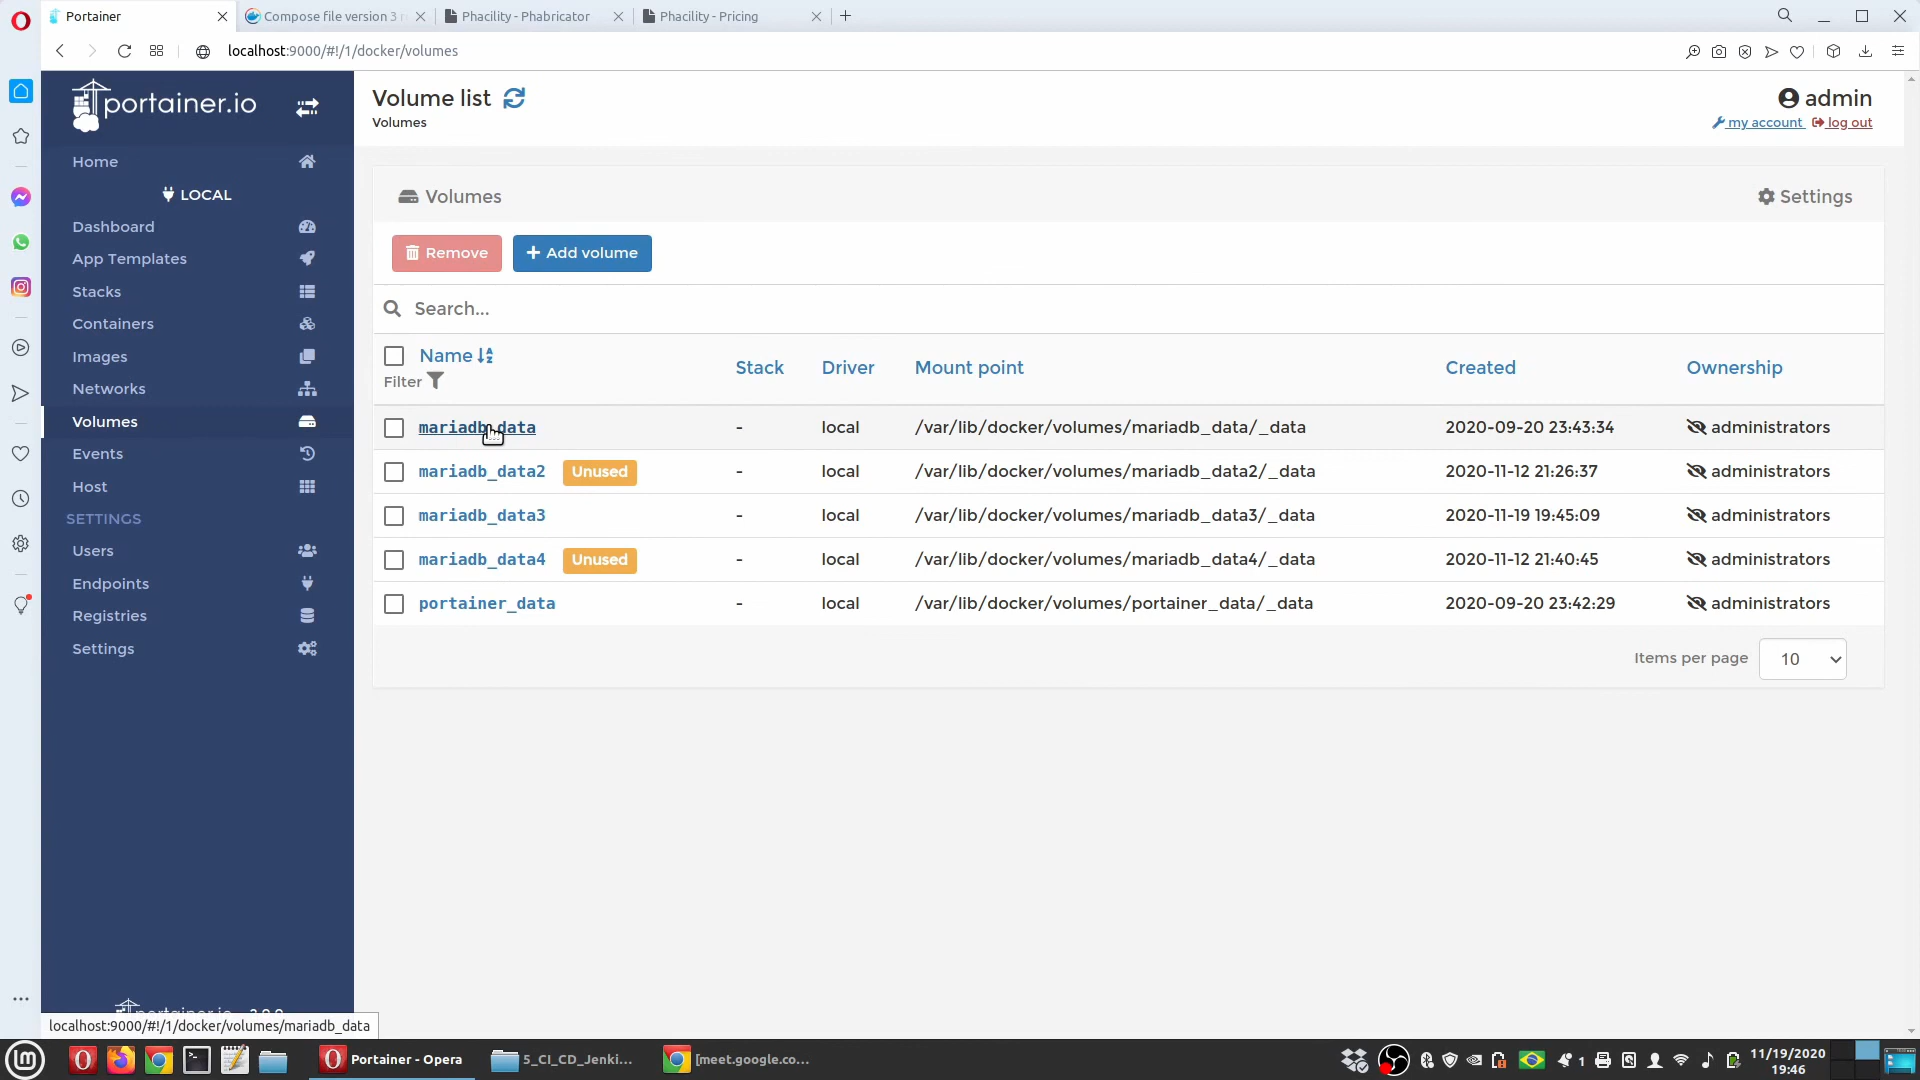 Portainer
Compose file version 3 r
Phacility - Phabricator
Phacility - Pricing
localhost:9000/#!/1/docker/volumes
portainer.io
Home
LOCAL
Dashboard
App Templates
Stacks
Containers
Images
Networks
Volumes
Events
Host
SETTINGS
Users
Endpoints
Registries
Settings
Volume list
Volumes
admin
my account log out
Volumes
Settings
Remove + Add volume
Search...
Name Stack Driver Mount point Created Ownership
Filter
mariadb_data - local /var/lib/docker/volumes/mariadb_data/_data 2020-09-20 23:43:34 administrators
mariadb_data2 Unused - local /var/lib/docker/volumes/mariadb_data2/_data 2020-11-12 21:26:37 administrators
mariadb_data3 - local /var/lib/docker/volumes/mariadb_data3/_data 2020-11-19 19:45:09 administrators
mariadb_data4 Unused - local /var/lib/docker/volumes/mariadb_data4/_data 2020-11-12 21:40:45 administrators
portainer_data - local /var/lib/docker/volumes/portainer_data/_data 2020-09-20 23:42:29 administrators
Items per page 10
localhost:9000/#!/1/docker/volumes/mariadb_data
Portainer - Opera
5_CI_CD_Jenki...
[meet.google.co...
1
11/19/2020
19:46